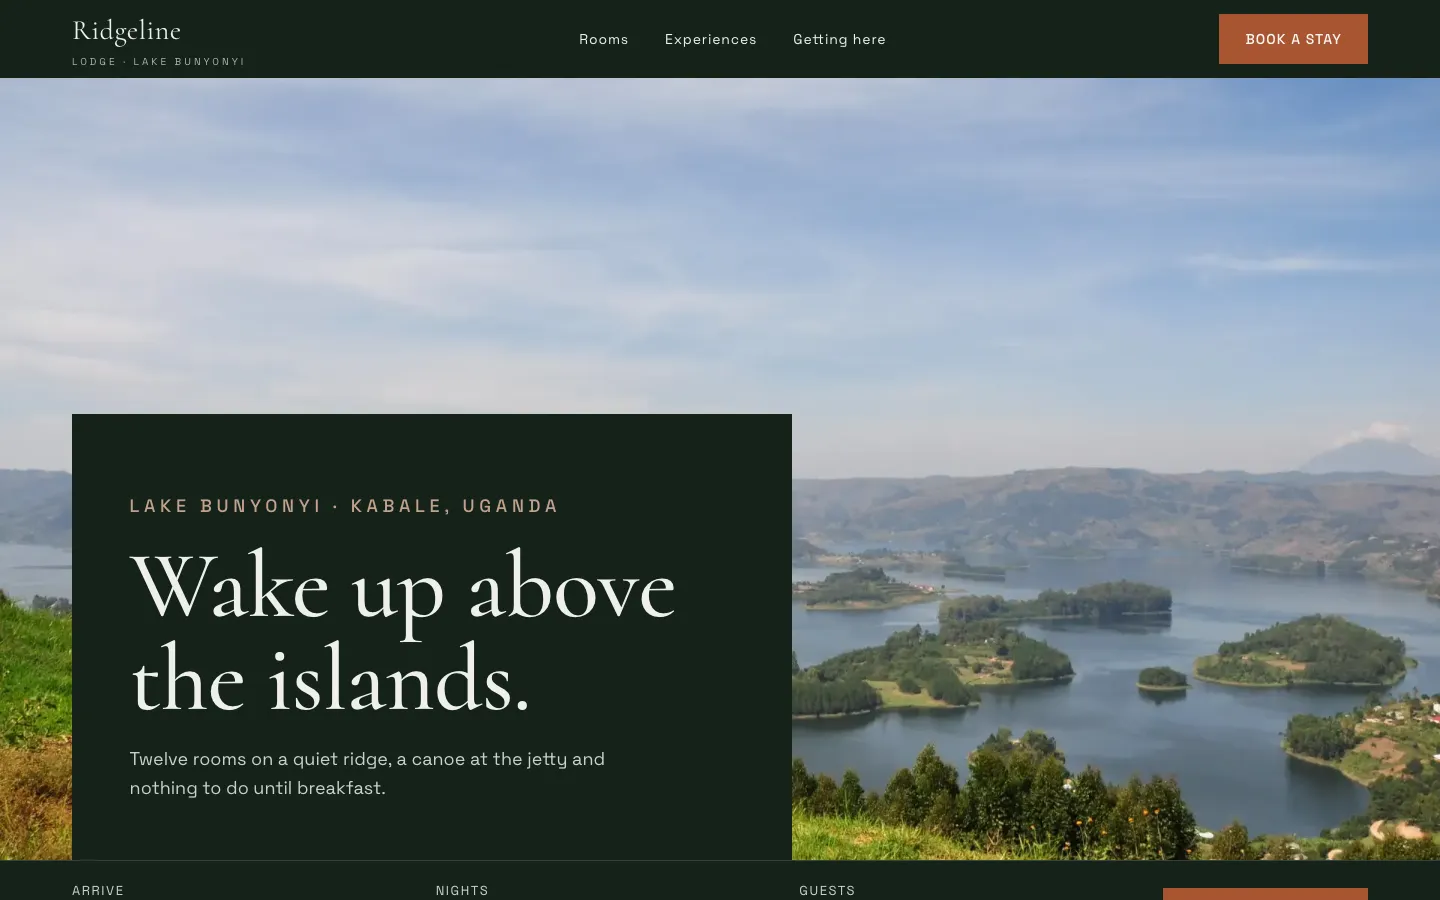 Ridgeline
LODGE · LAKE BUNYONYI
Rooms
Experiences
Getting here
BOOK A STAY
LAKE BUNYONYI · KABALE, UGANDA
Wake up above
the islands.
Twelve rooms on a quiet ridge, a canoe at the jetty and
nothing to do until breakfast.
ARRIVE
NIGHTS
GUESTS